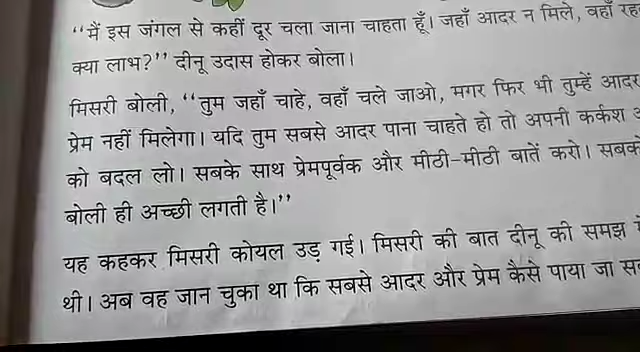 “मैं इस जंगल से कहीं दूर चला जाना चाहता हूँ। जहाँ आदर न मिले, वहाँ
क्या लाभ?” दीनू उदास होकर बोला।
मिसरी बोली, “तुम जहाँ चाहे, वहाँ चले जाओ, मगर फिर भी तुम्हें आदर
प्रेम नहीं मिलेगा। यदि तुम सबसे आदर पाना चाहते हो तो अपनी कर्कश
को बदल लो। सबके साथ प्रेमपूर्वक और मीठी-मीठी बातें करो।
बोली ही अच्छी लगती है।”
यह कहकर मिसरी कोयल उड़ गई। मिसरी की बात दीनू की समझ
थी। अब वह जान चुका था कि सबसे आदर और प्रेम कैसे पाया जा